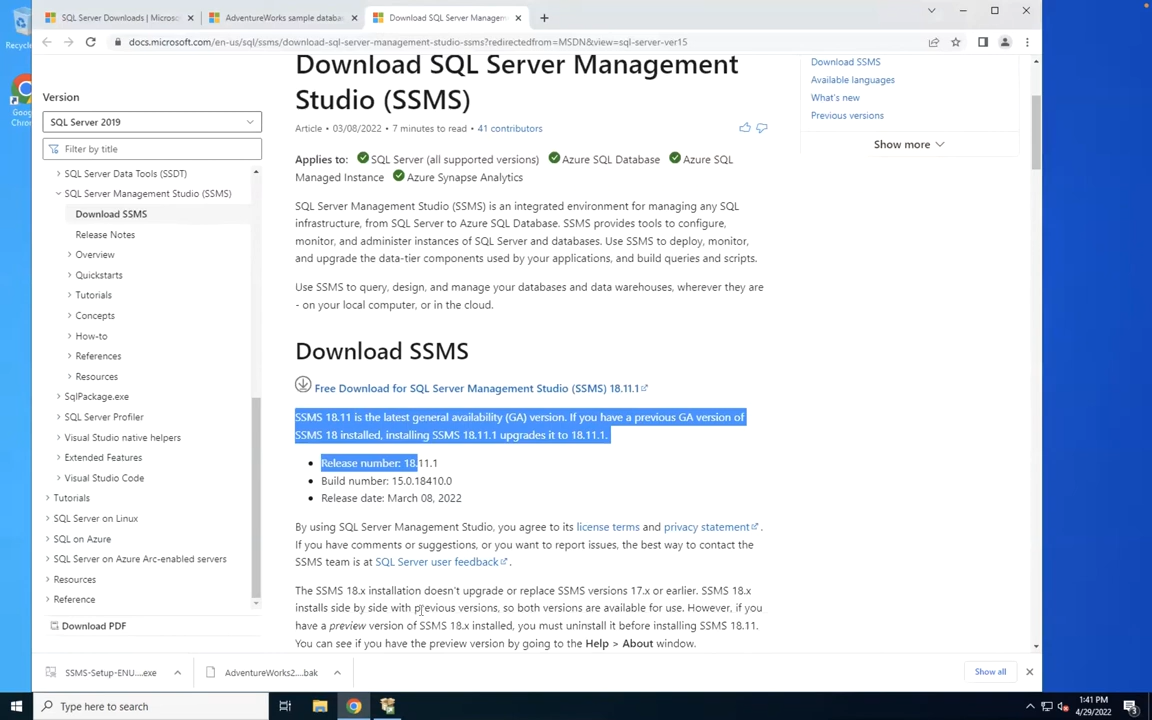 Recycle
Goog
Chrom
SQL Server Downloads | Microso
AdventureWorks sample databas
Download SQL Server Managemen
docs.microsoft.com/en-us/sql/ssms/download-sql-server-management-studio-ssms?redirectedfrom=MSDN&view=sql-server-ver15
Version
SQL Server 2019
Filter by title
SQL Server Data Tools (SSDT)
SQL Server Management Studio (SSMS)
Download SSMS
Release Notes
Overview
Quickstarts
Tutorials
Concepts
How-to
References
Resources
SqlPackage.exe
SQL Server Profiler
Visual Studio native helpers
Extended Features
Visual Studio Code
Tutorials
SQL Server on Linux
SQL on Azure
SQL Server on Azure Arc-enabled servers
Resources
Reference
Download PDF
Download SQL Server Management
Studio (SSMS)
Article • 03/08/2022 • 7 minutes to read • 41 contributors
Applies to: SQL Server (all supported versions) Azure SQL Database Azure SQL
Managed Instance Azure Synapse Analytics
SQL Server Management Studio (SSMS) is an integrated environment for managing any SQL
infrastructure, from SQL Server to Azure SQL Database. SSMS provides tools to configure,
monitor, and administer instances of SQL Server and databases. Use SSMS to deploy, monitor,
and upgrade the data-tier components used by your applications, and build queries and scripts.
Use SSMS to query, design, and manage your databases and data warehouses, wherever they are
- on your local computer, or in the cloud.
Download SSMS
Free Download for SQL Server Management Studio (SSMS) 18.11.1
SSMS 18.11 is the latest general availability (GA) version. If you have a previous GA version of
SSMS 18 installed, installing SSMS 18.11.1 upgrades it to 18.11.1.
• Release number: 18.11.1
• Build number: 15.0.18410.0
• Release date: March 08, 2022
By using SQL Server Management Studio, you agree to its license terms and privacy statement .
If you have comments or suggestions, or you want to report issues, the best way to contact the
SSMS team is at SQL Server user feedback .
The SSMS 18.x installation doesn't upgrade or replace SSMS versions 17.x or earlier. SSMS 18.x
installs side by side with previous versions, so both versions are available for use. However, if you
have a preview version of SSMS 18.x installed, you must uninstall it before installing SSMS 18.11.
You can see if you have the preview version by going to the Help > About window.
Download SSMS
Available languages
What's new
Previous versions
Show more
SSMS-Setup-ENU....exe
AdventureWorks2....bak
Show all
Type here to search
1:41 PM
4/29/2022
3